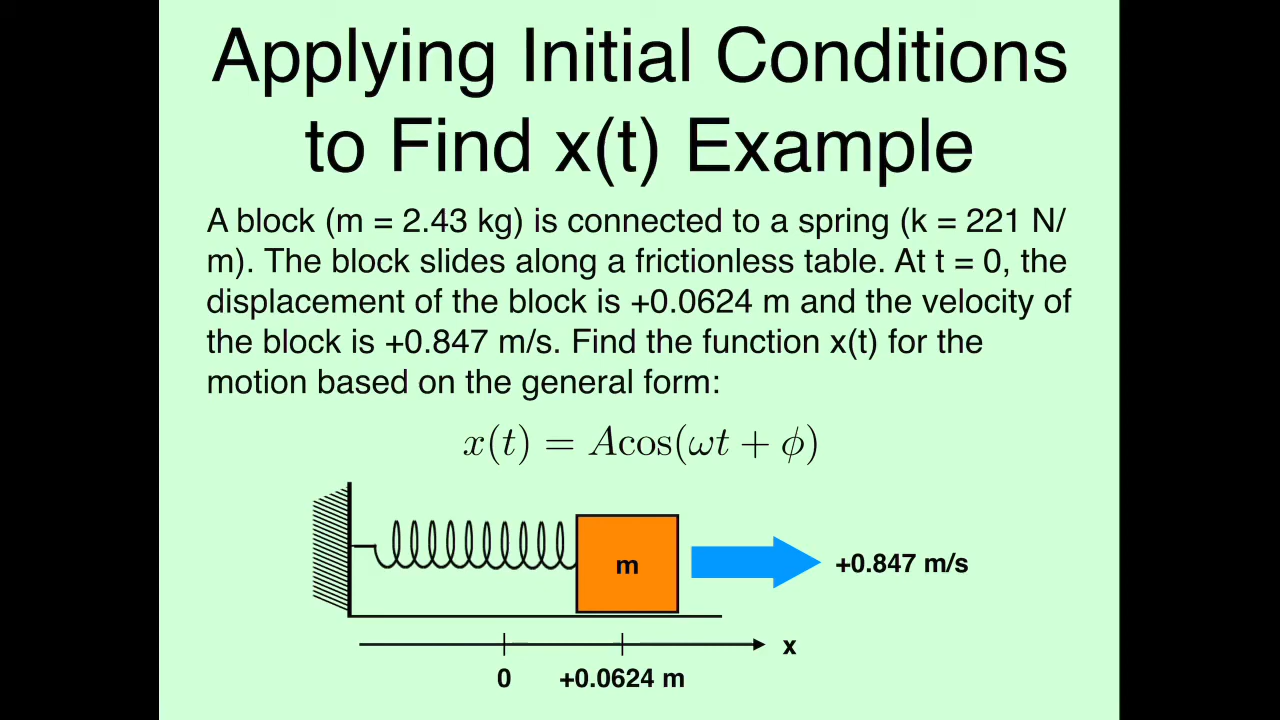 Applying Initial Conditions
to Find x(t) Example
A block (m = 2.43 kg) is connected to a spring (k = 221 N/
m). The block slides along a frictionless table. At t = 0, the
displacement of the block is +0.0624 m and the velocity of
the block is +0.847 m/s. Find the function x(t) for the
motion based on the general form:
x(t) = Acos(ωt + ϕ)
m
+0.847 m/s
x
0 +0.0624 m